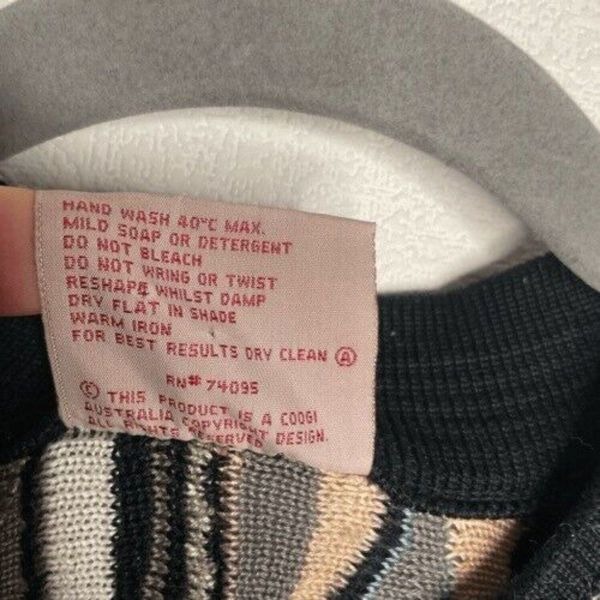 HAND WASH 40°C MAX.
MILD SOAP OR DETERGENT
DO NOT BLEACH
DO NOT WRING OR TWIST
RESHAPE WHILST DAMP
DRY FLAT IN SHADE
WARM IRON
FOR BEST RESULTS DRY CLEAN Ⓐ
RN# 74095
© THIS PRODUCT IS A COOGI
AUSTRALIA COPYRIGHT DESIGN.
ALL RIGHTS RESERVED